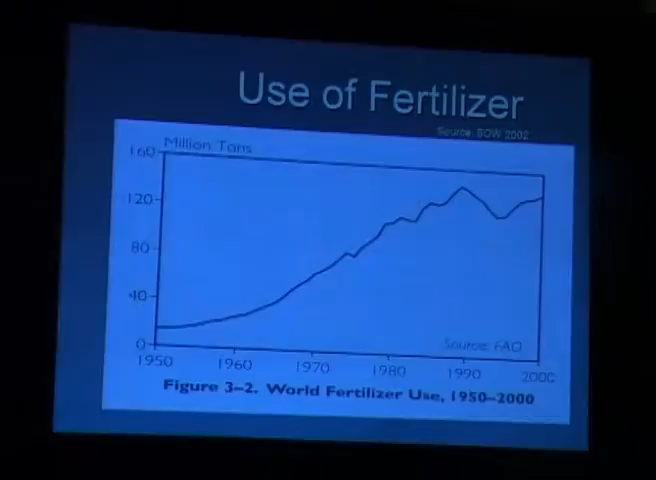 Use of Fertilizer
Source: SOW 2002
Million Tons
160
120
80
40
0
Source: FAO
1950 1960 1970 1980 1990 2000
Figure 3–2. World Fertilizer Use, 1950–2000